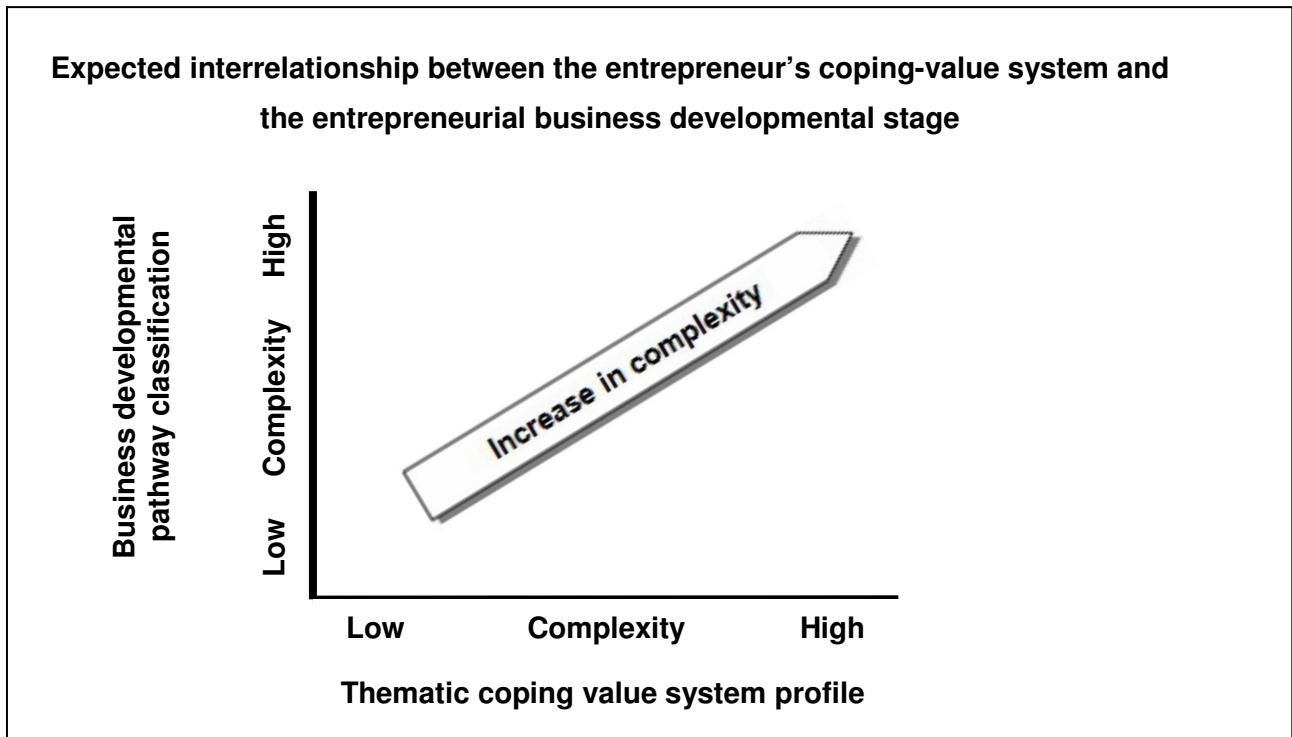 Expected interrelationship between the entrepreneur's coping-value system and
the entrepreneurial business developmental stage
Business developmental
pathway classification
Low Complexity High
Increase in complexity
Low Complexity High
Thematic coping value system profile